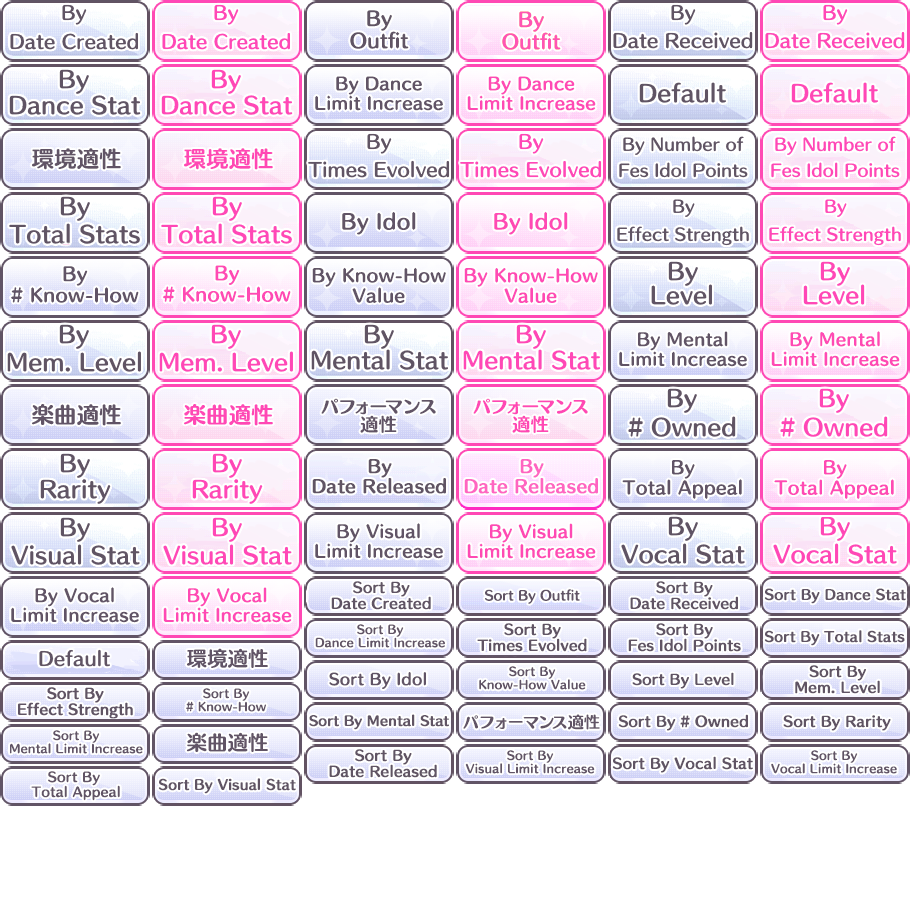 By
Date Created
By
Date Created
By
Outfit
By
Outfit
By
Date Received
By
Date Received
By
Dance Stat
By
Dance Stat
By Dance
Limit Increase
By Dance
Limit Increase
Default
Default
環境適性
環境適性
By
Times Evolved
By
Times Evolved
By Number of
Fes Idol Points
By Number of
Fes Idol Points
By
Total Stats
By
Total Stats
By Idol
By Idol
By
Effect Strength
By
Effect Strength
By
# Know-How
By
# Know-How
By Know-How
Value
By Know-How
Value
By
Level
By
Level
By
Mem. Level
By
Mem. Level
By
Mental Stat
By
Mental Stat
By Mental
Limit Increase
By Mental
Limit Increase
楽曲適性
楽曲適性
パフォーマンス
適性
パフォーマンス
適性
By
# Owned
By
# Owned
By
Rarity
By
Rarity
By
Date Released
By
Date Released
By
Total Appeal
By
Total Appeal
By
Visual Stat
By
Visual Stat
By Visual
Limit Increase
By Visual
Limit Increase
By
Vocal Stat
By
Vocal Stat
By Vocal
Limit Increase
By Vocal
Limit Increase
Sort By
Date Created
Sort By Outfit
Sort By
Date Received
Sort By Dance Stat
Sort By
Dance Limit Increase
Sort By
Times Evolved
Sort By
Fes Idol Points
Sort By Total Stats
Default
環境適性
Sort By Idol
Sort By
Know-How Value
Sort By Level
Sort By
Mem. Level
Sort By
Effect Strength
Sort By
# Know-How
Sort By Mental Stat
パフォーマンス適性
Sort By # Owned
Sort By Rarity
Sort By
Mental Limit Increase
楽曲適性
Sort By
Date Released
Sort By
Visual Limit Increase
Sort By Vocal Stat
Sort By
Vocal Limit Increase
Sort By
Total Appeal
Sort By Visual Stat